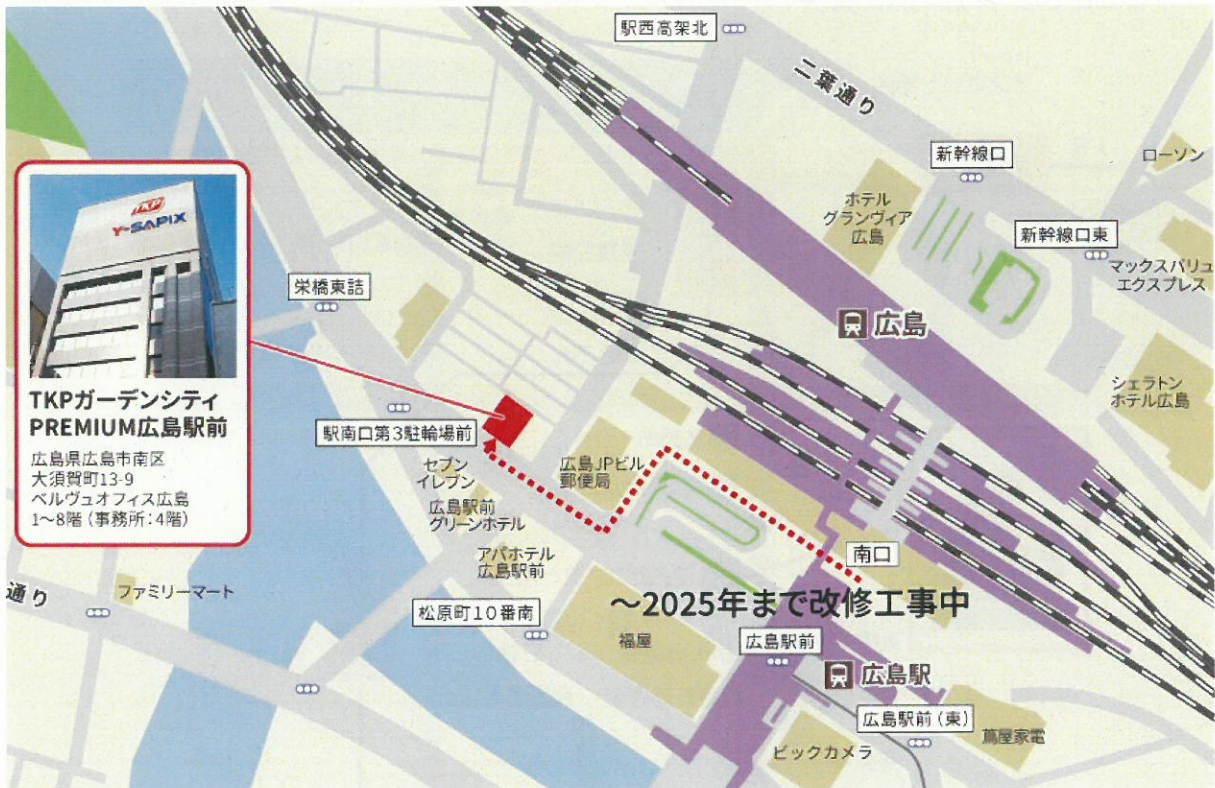 駅西高架北
二葉通り
新幹線口
ローソン
ホテル
グランヴィア
広島
新幹線口東
マックスバリュ
エクスプレス
広島
シェラトン
ホテル広島
TKP
Y-SAPIX
TKPガーデンシティ
PREMIUM広島駅前
広島県広島市南区
大須賀町13-9
ベルヴュオフィス広島
1〜8階(事務所:4階)
栄橋東詰
駅南口第3駐輪場前
セブン
イレブン
広島JPビル
郵便局
広島駅前
グリーンホテル
アパホテル
広島駅前
南口
〜2025年まで改修工事中
通り
ファミリーマート
松原町10番南
福屋
広島駅前
広島駅
広島駅前(東)
ビックカメラ
蔦屋家電